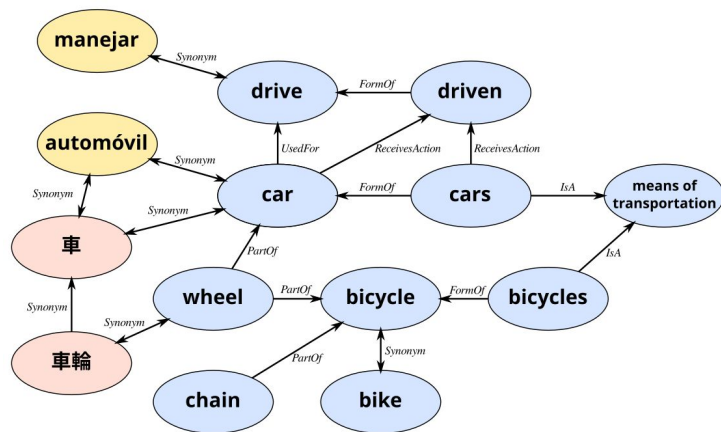 manejar
Synonym
drive
FormOf
driven
automóvil
Synonym
UsedFor
ReceivesAction
ReceivesAction
Synonym
Synonym
car
FormOf
cars
IsA
means of
transportation
車
PartOf
IsA
Synonym
wheel
PartOf
bicycle
FormOf
bicycles
Synonym
車輪
PartOf
Synonym
chain
bike